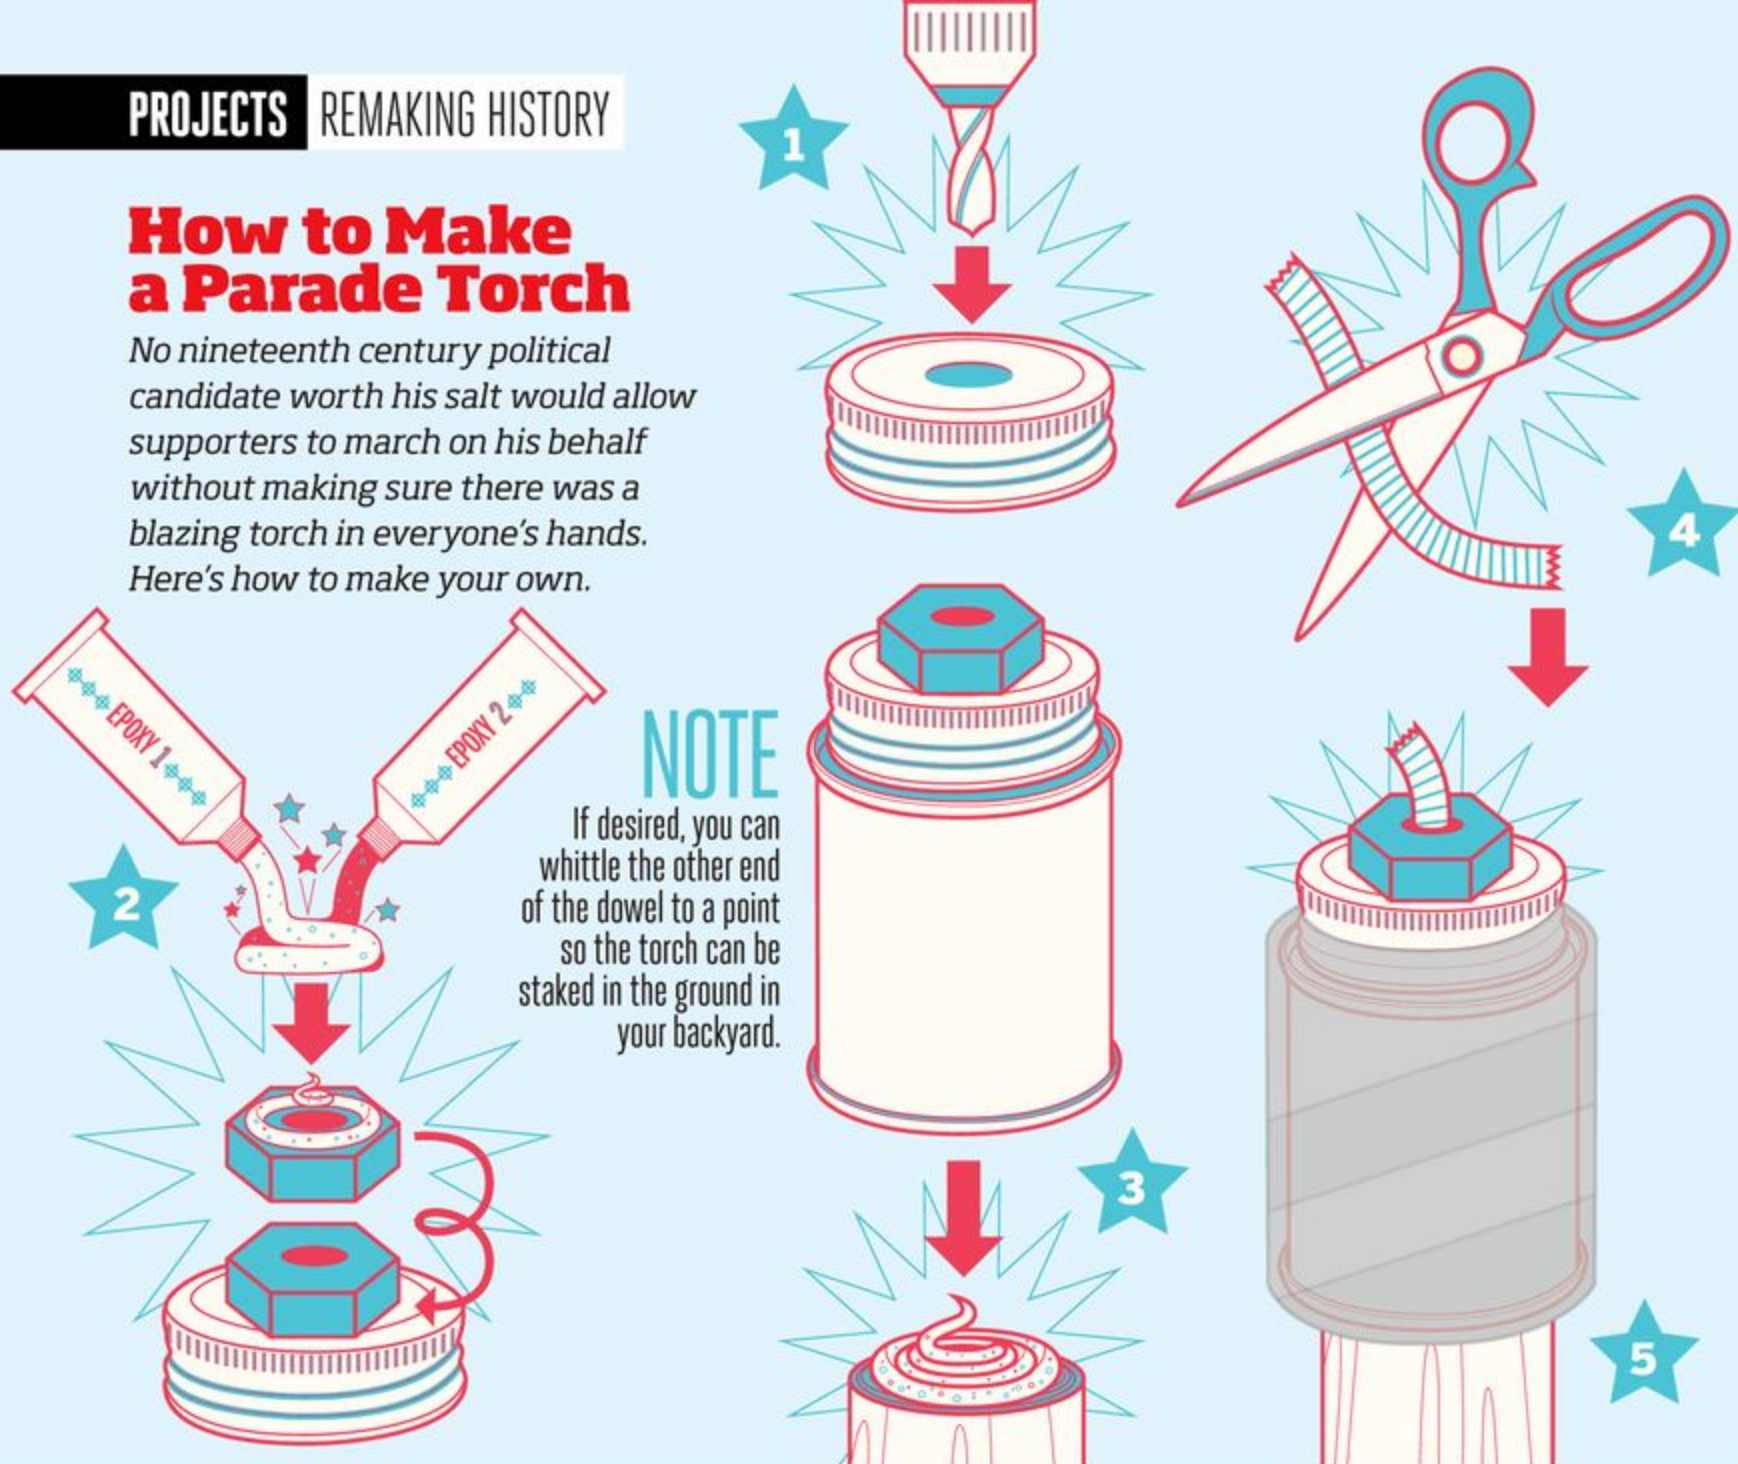 PROJECTS REMAKING HISTORY
How to Make
a Parade Torch
No nineteenth century political
candidate worth his salt would allow
supporters to march on his behalf
without making sure there was a
blazing torch in everyone's hands.
Here's how to make your own.
1
EPOXY 1
EPOXY 2
2
NOTE
If desired, you can
whittle the other end
of the dowel to a point
so the torch can be
staked in the ground in
your backyard.
3
4
5